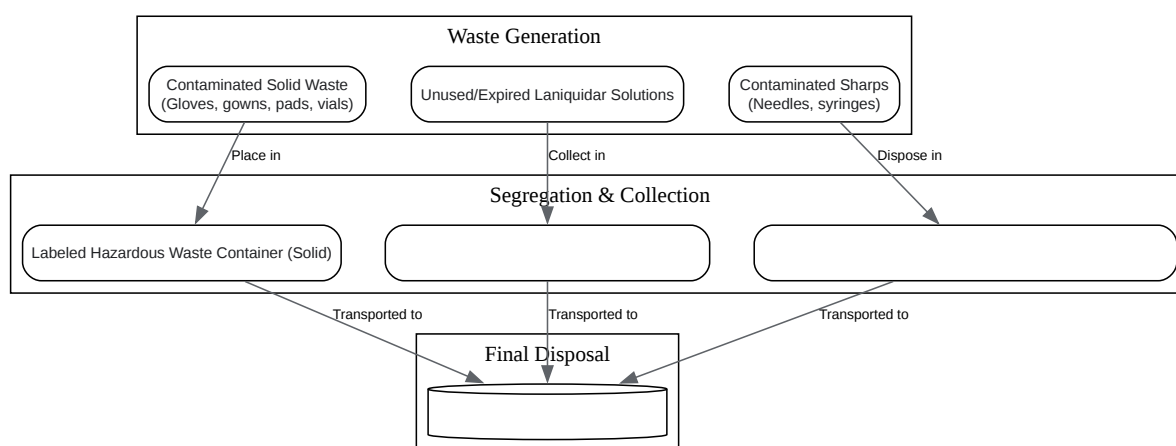 Waste Generation
Contaminated Solid Waste
(Gloves, gowns, pads, vials)
Unused/Expired Laniquidar Solutions
Contaminated Sharps
(Needles, syringes)
Place in
Collect in
Dispose in
Segregation & Collection
Labeled Hazardous Waste Container (Solid)
Transported to
Transported to
Transported to
Final Disposal